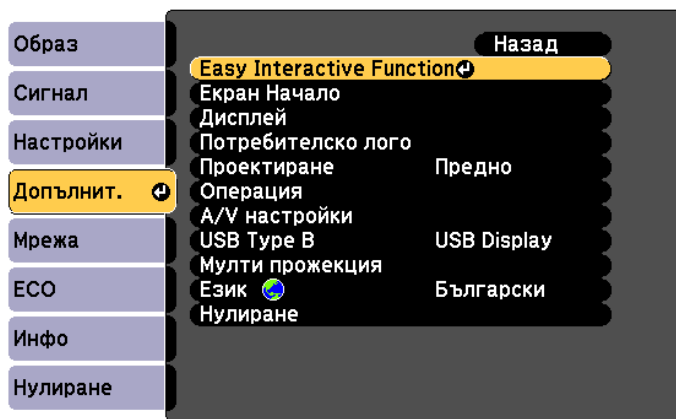 Образ
Сигнал
Настройки
Допълнит.
Мрежа
ECO
Инфо
Нулиране
Назад
Easy Interactive Function
Екран Начало
Дисплей
Потребителско лого
Проектиране Предно
Операция
A/V настройки
USB Type B USB Display
Мулти прожекция
Език Български
Нулиране